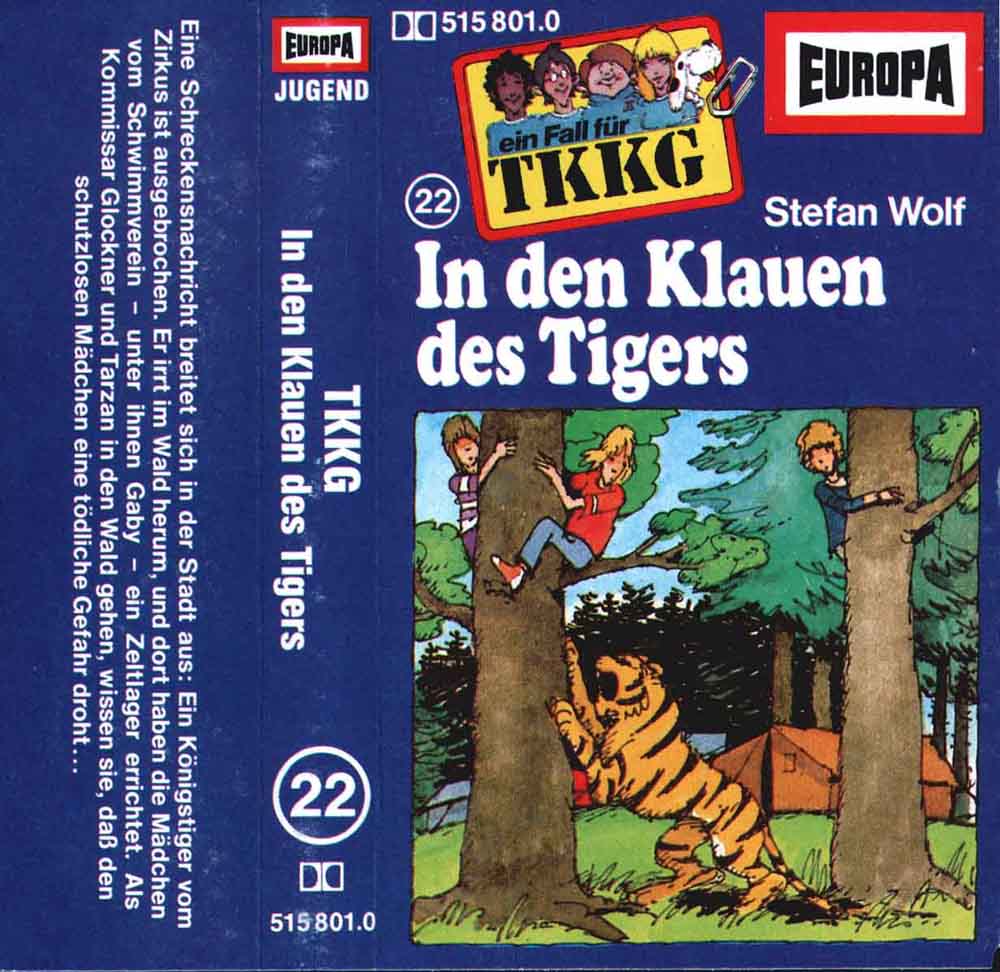 Eine Schreckensnachricht breitet sich in der Stadt aus: Ein Königstiger vom
Zirkus ist ausgebrochen. Er irrt im Wald herum, und dort haben die Mädchen
vom Schwimmverein – unter ihnen Gaby – ein Zeltlager errichtet. Als
Kommissar Glockner und Tarzan in den Wald gehen, wissen sie, daß den
schutzlosen Mädchen eine tödliche Gefahr droht...
EUROPA
JUGEND
TKKG
In den Klauen des Tigers
22
515 801.0
515 801.0
ein Fall für
TKKG
EUROPA
22
Stefan Wolf
In den Klauen
des Tigers